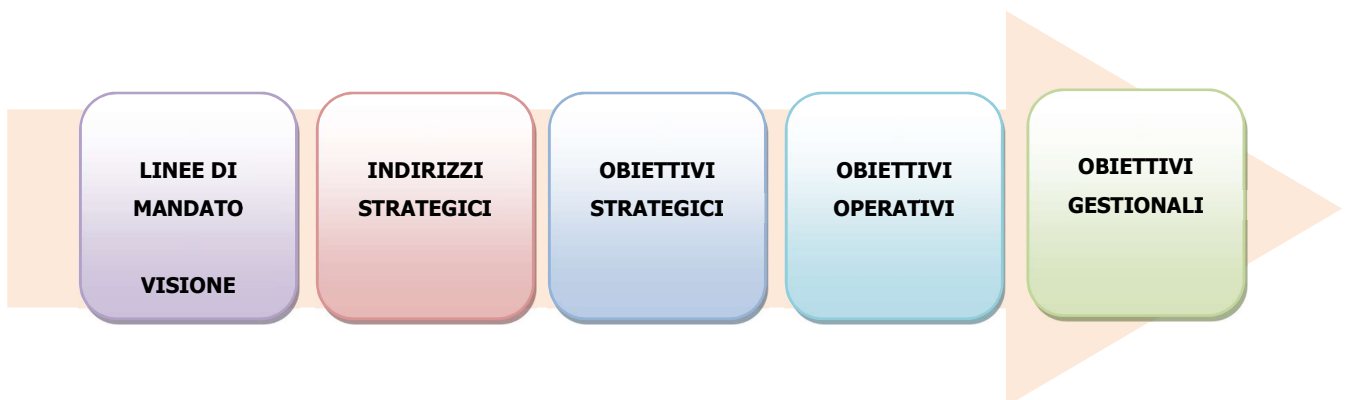 LINEE DI
MANDATO
VISIONE
INDIRIZZI
STRATEGICI
OBIETTIVI
STRATEGICI
OBIETTIVI
OPERATIVI
OBIETTIVI
GESTIONALI